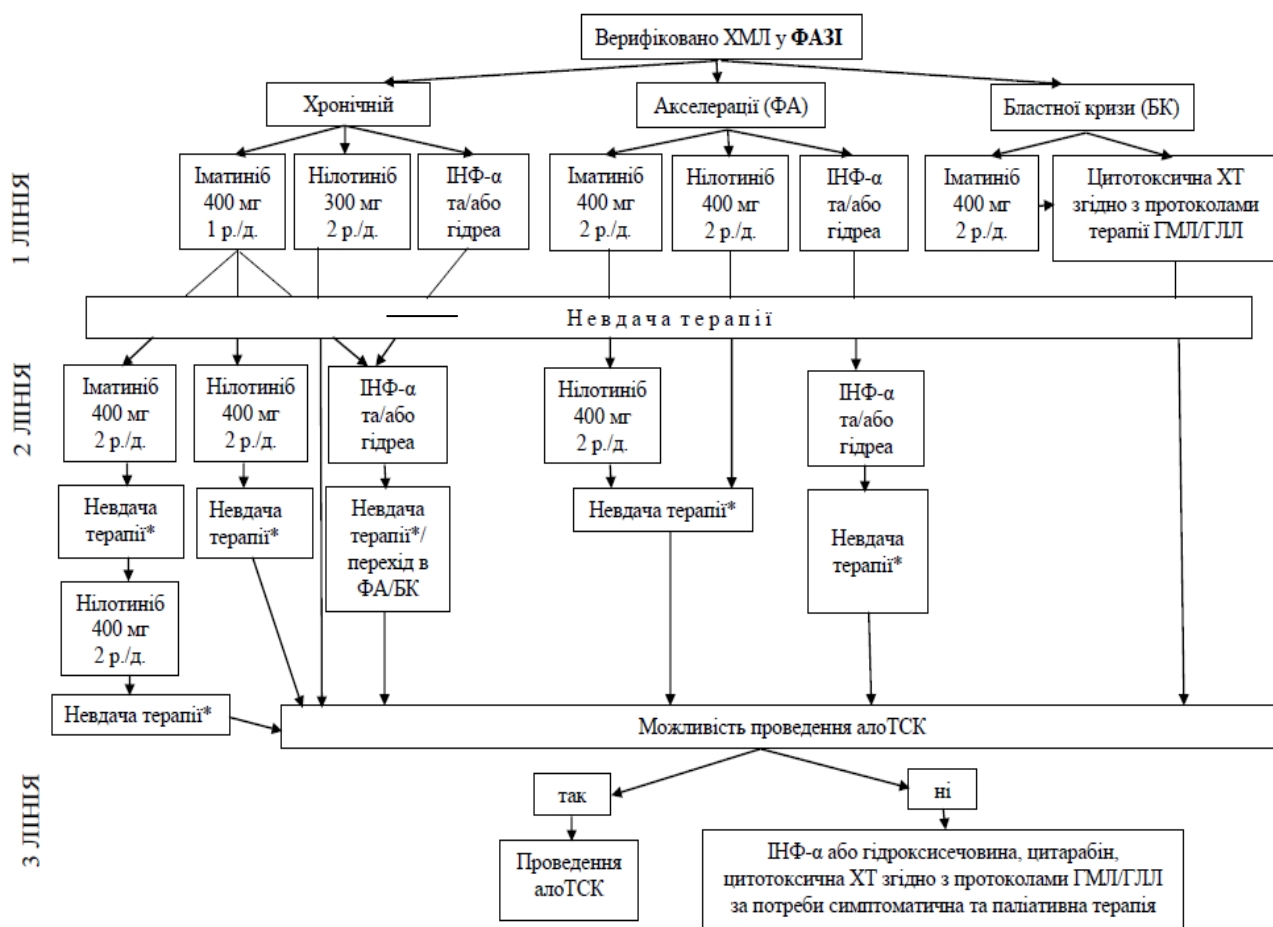 Верифіковано ХМЛ у ФАЗІ
Хронічній
Акселерації (ФА)
Бластної кризи (БК)
1 ЛІНІЯ
Іматиніб
400 мг
1 р./д.
Нілотиніб
300 мг
2 р./д.
ІНФ-α
та/або
гідреа
Іматиніб
400 мг
2 р./д.
Нілотиніб
400 мг
2 р./д.
ІНФ-α
та/або
гідреа
Іматиніб
400 мг
2 р./д.
Цитотоксична ХТ
згідно з протоколами
терапії ГМЛ/ГЛЛ
Невдача терапії
2 ЛІНІЯ
Іматиніб
400 мг
2 р./д.
Нілотиніб
400 мг
2 р./д.
ІНФ-α
та/або
гідреа
Нілотиніб
400 мг
2 р./д.
ІНФ-α
та/або
гідреа
Невдача
терапії*
Невдача
терапії*
Невдача
терапії*/
перехід в
ФА/БК
Невдача терапії*
Невдача
терапії*
Нілотиніб
400 мг
2 р./д.
Невдача терапії*
Можливість проведення алоТСК
3 ЛІНІЯ
так
ні
Проведення
алоТСК
ІНФ-α або гідроксисечовина, цитарабін,
цитотоксична ХТ згідно з протоколами ГМЛ/ГЛЛ
за потреби симптоматична та паліативна терапія